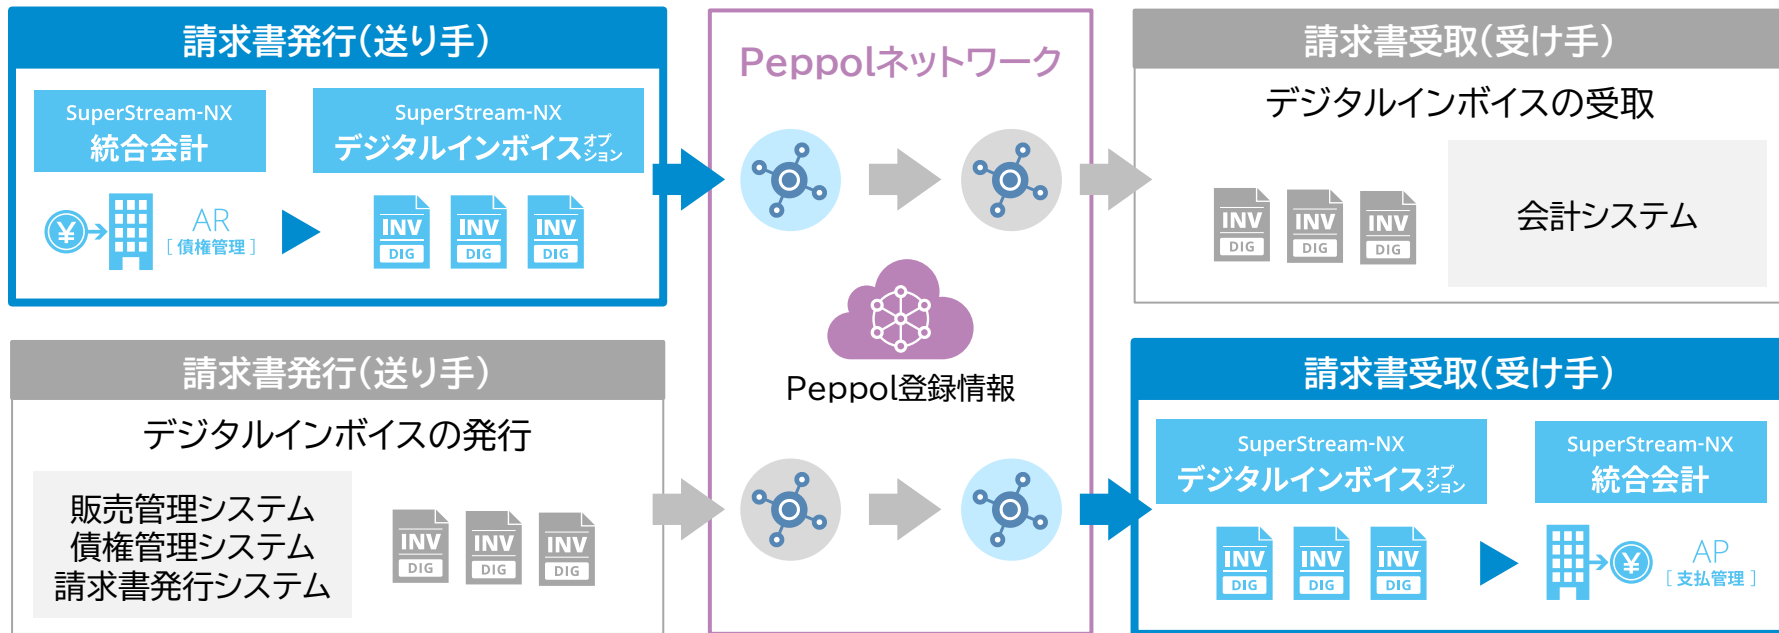 請求書発行(送り手)
SuperStream-NX
統合会計
SuperStream-NX
デジタルインボイスオプション
AR
[ 債権管理 ]
INV
DIG
INV
DIG
INV
DIG
Peppolネットワーク
Peppol登録情報
請求書受取(受け手)
デジタルインボイスの受取
INV
DIG
INV
DIG
INV
DIG
会計システム
請求書発行(送り手)
デジタルインボイスの発行
販売管理システム
債権管理システム
請求書発行システム
INV
DIG
INV
DIG
INV
DIG
請求書受取(受け手)
SuperStream-NX
デジタルインボイスオプション
SuperStream-NX
統合会計
INV
DIG
INV
DIG
INV
DIG
AP
[ 支払管理 ]